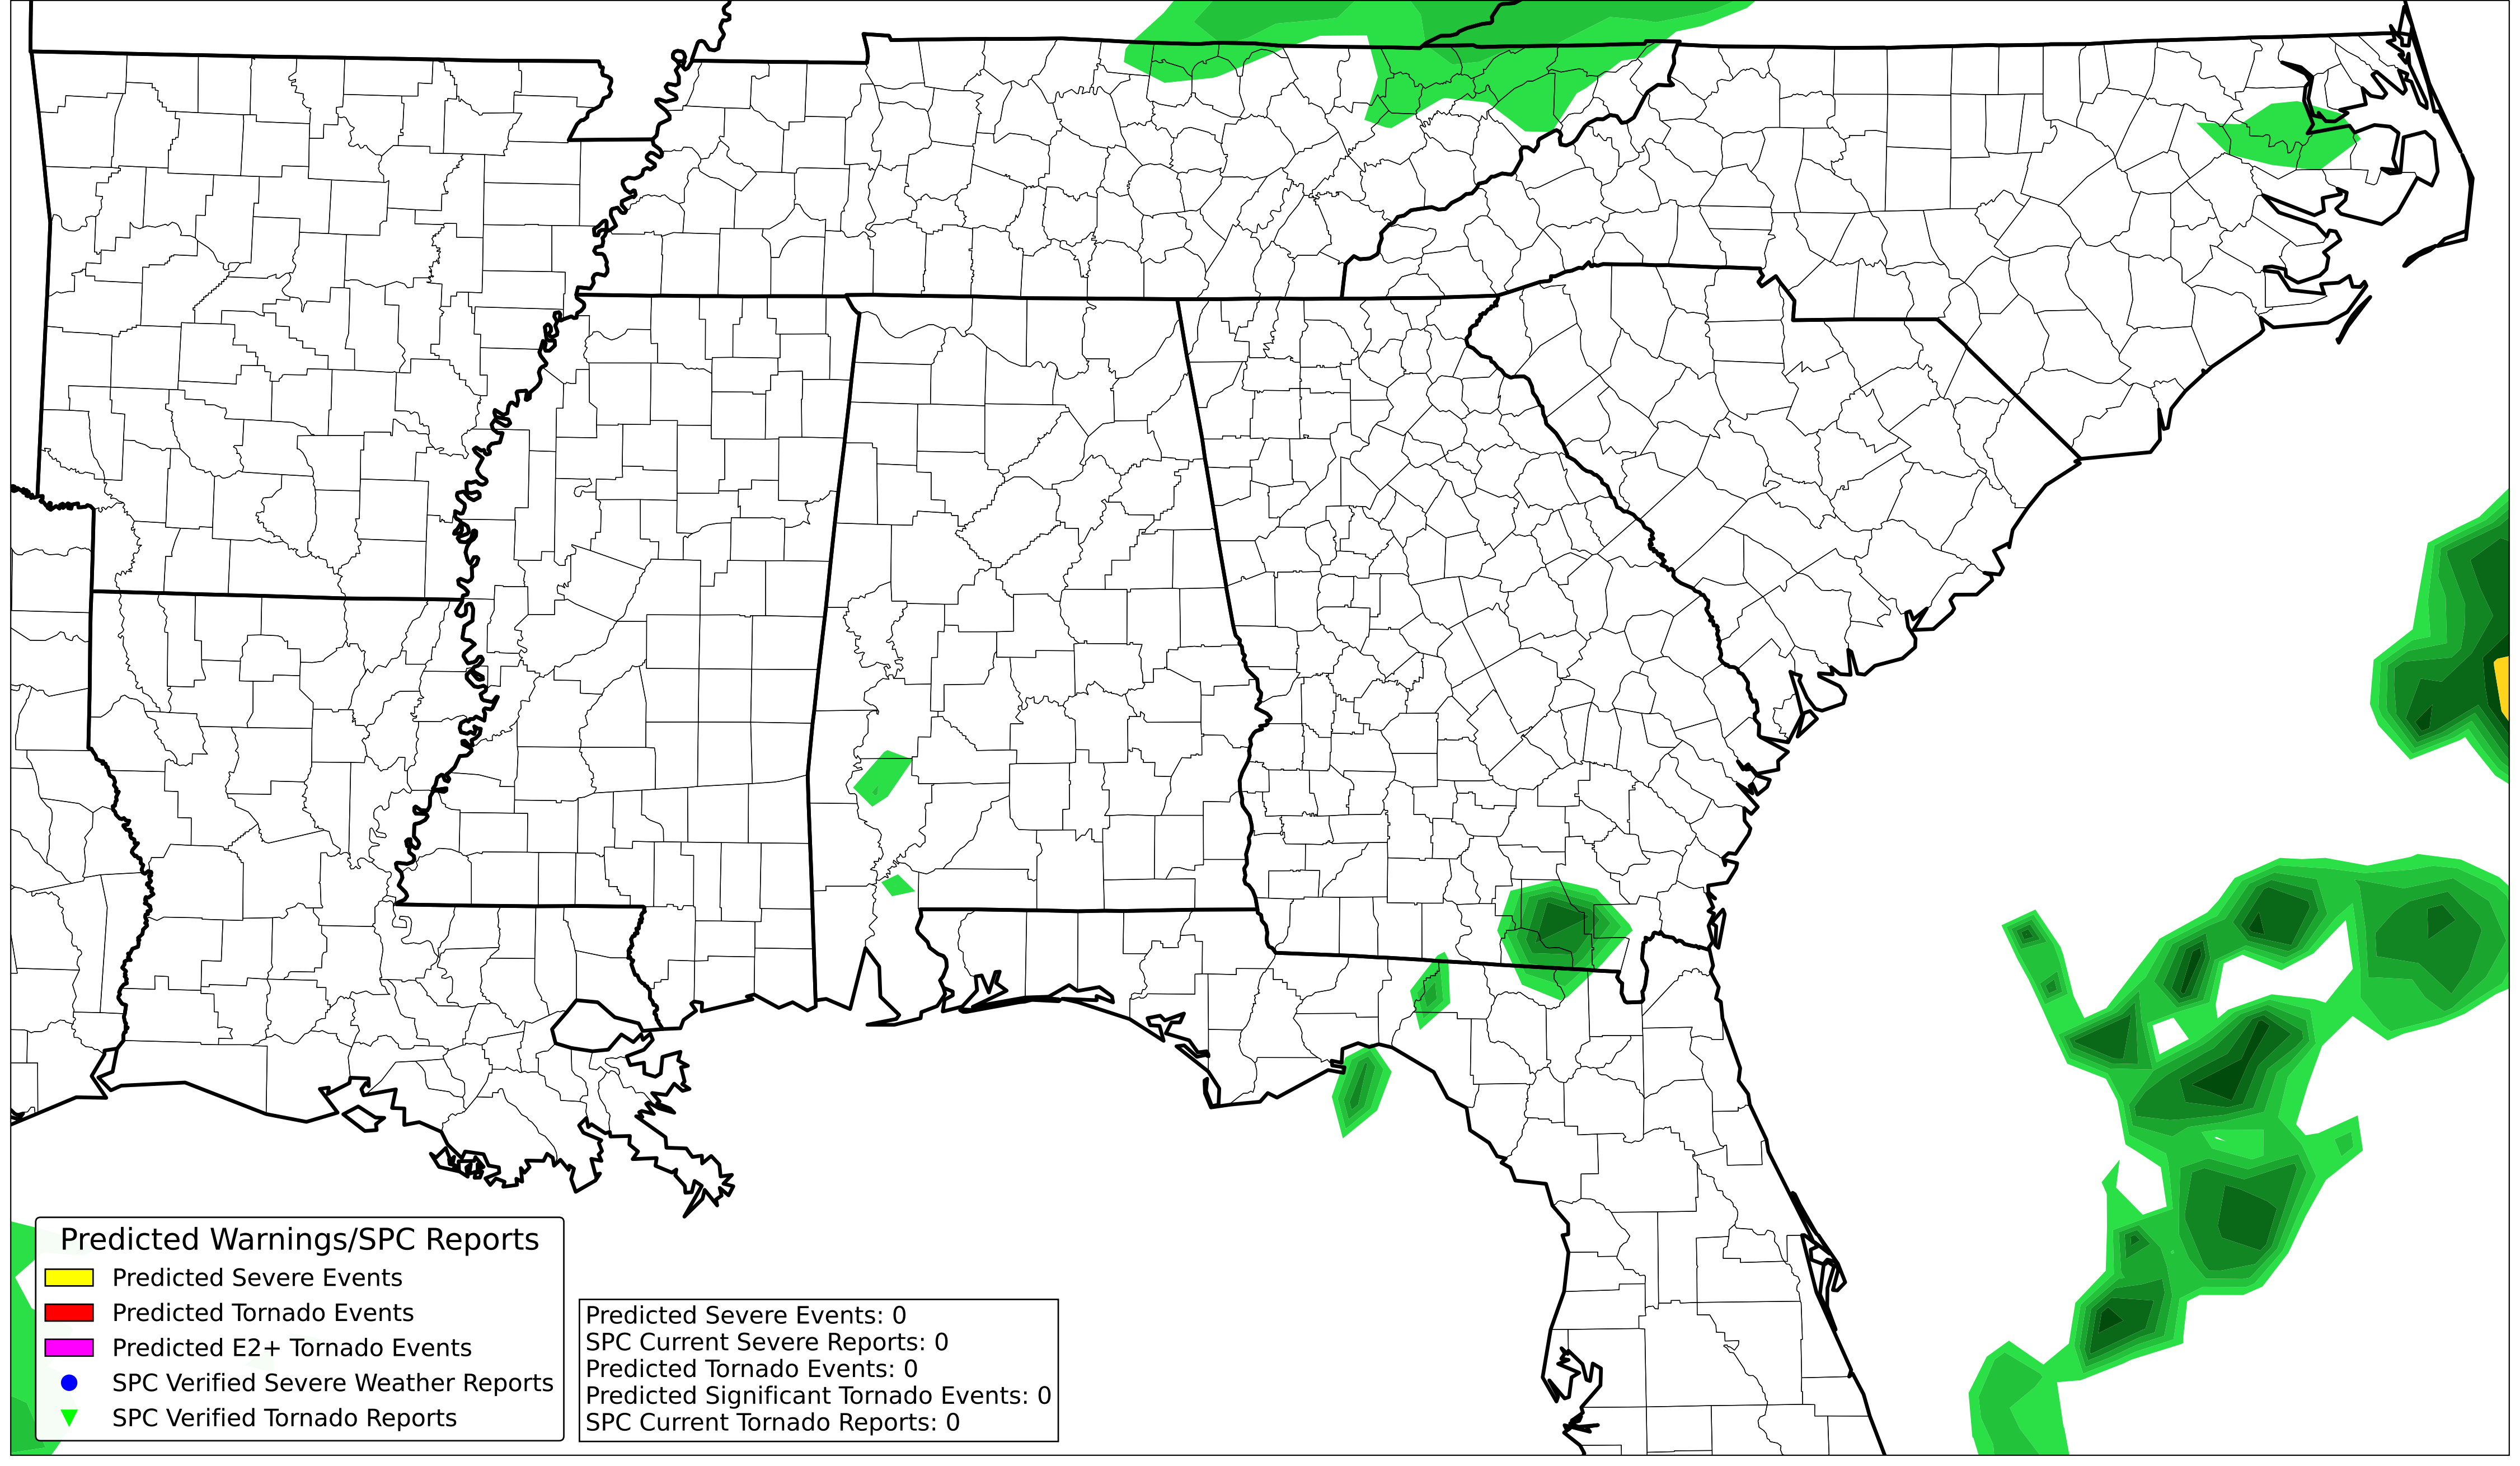 Predicted Warnings/SPC Reports
Predicted Severe Events
Predicted Tornado Events
Predicted E2+ Tornado Events
SPC Verified Severe Weather Reports
SPC Verified Tornado Reports
Predicted Severe Events: 0
SPC Current Severe Reports: 0
Predicted Tornado Events: 0
Predicted Significant Tornado Events: 0
SPC Current Tornado Reports: 0